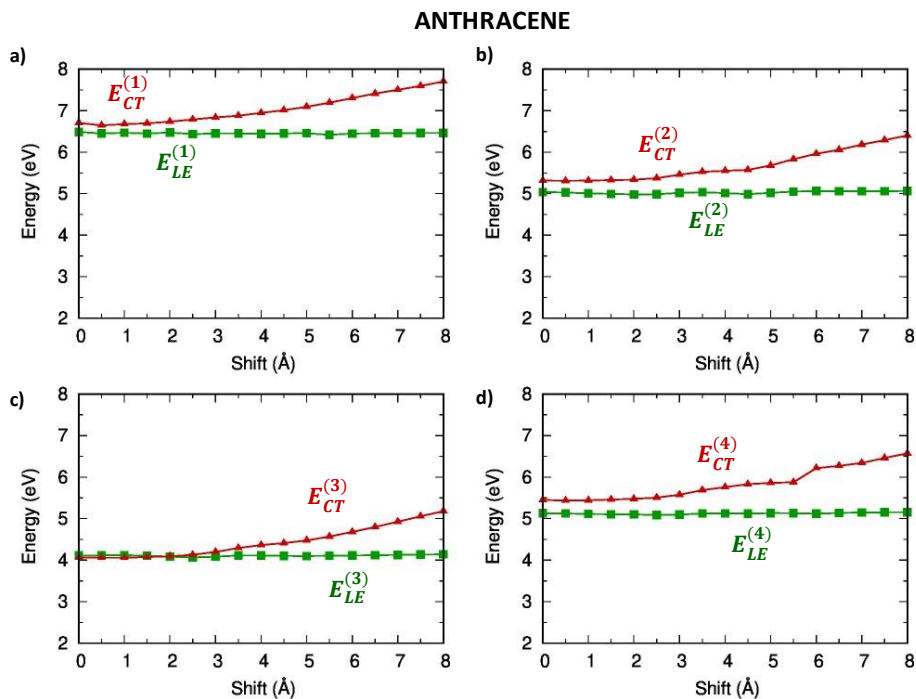 ANTHRACENE
a)
8
7
6
5
4
3
2
Energy (eV)
E_CT^(1)
E_LE^(1)
0 1 2 3 4 5 6 7 8
Shift (Å)
b)
8
7
6
5
4
3
2
Energy (eV)
E_CT^(2)
E_LE^(2)
0 1 2 3 4 5 6 7 8
Shift (Å)
c)
8
7
6
5
4
3
2
Energy (eV)
E_CT^(3)
E_LE^(3)
0 1 2 3 4 5 6 7 8
Shift (Å)
d)
8
7
6
5
4
3
2
Energy (eV)
E_CT^(4)
E_LE^(4)
0 1 2 3 4 5 6 7 8
Shift (Å)